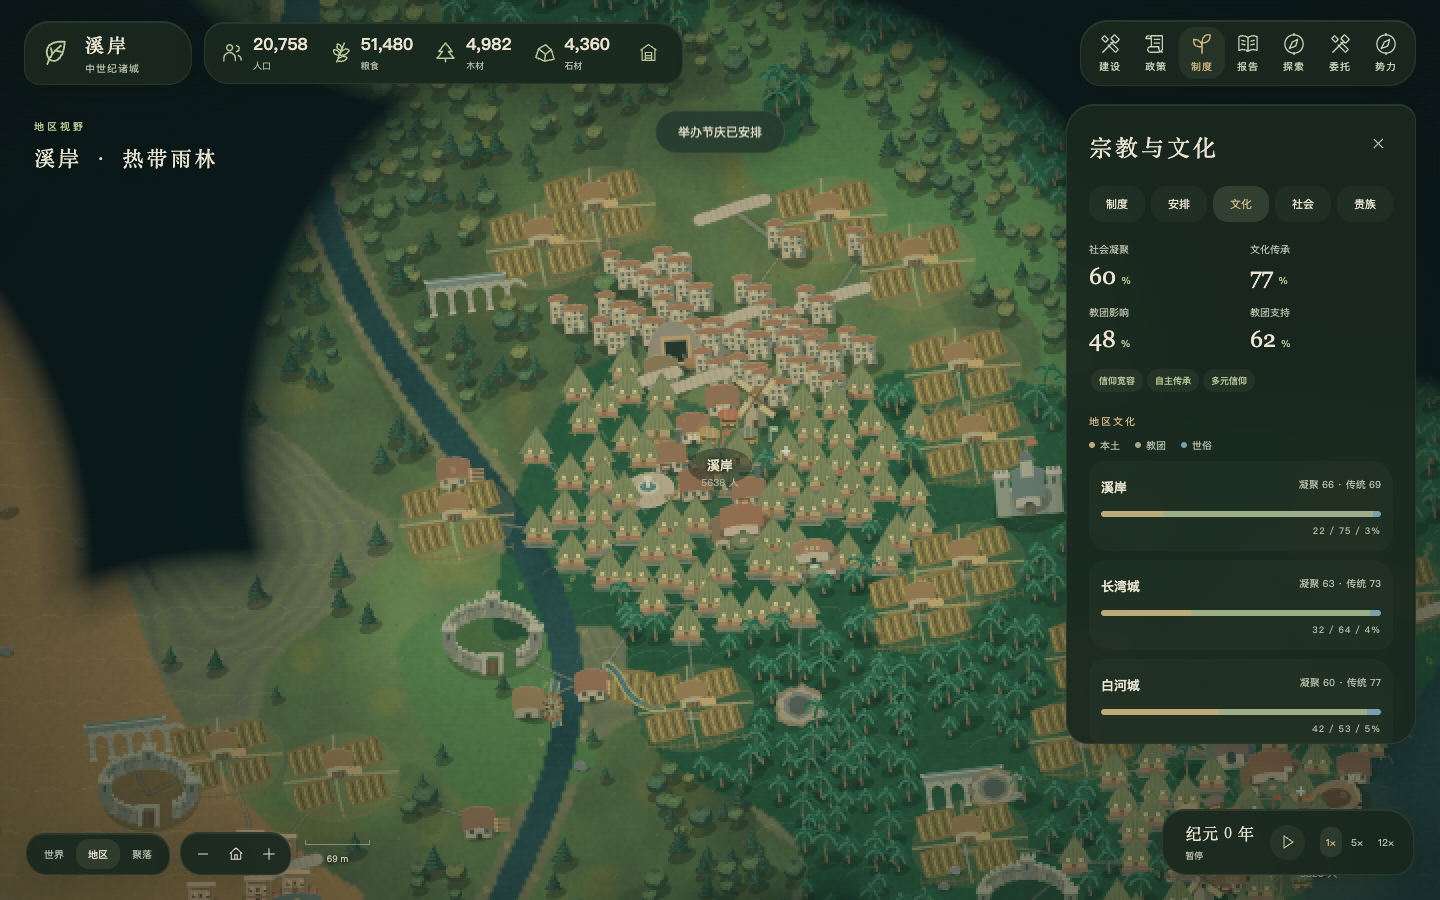 溪岸
中世纪诸城
20,758
人口
51,480
粮食
4,982
木材
4,360
石材
建设
政策
制度
报告
探索
委托
势力
地区视野
溪岸 · 热带雨林
举办节庆已安排
宗教与文化
制度
安排
文化
社会
贵族
社会凝聚
60 %
文化传承
77 %
教团影响
48 %
教团支持
62 %
信仰宽容
自主传承
多元信仰
地区文化
本土
教团
世俗
溪岸
凝聚 66 · 传统 69
22 / 75 / 3%
长湾城
凝聚 63 · 传统 73
32 / 64 / 4%
白河城
凝聚 60 · 传统 77
42 / 53 / 5%
溪岸
5638 人
世界
地区
聚落
69 m
纪元 0 年
暂停
1×
5×
12×